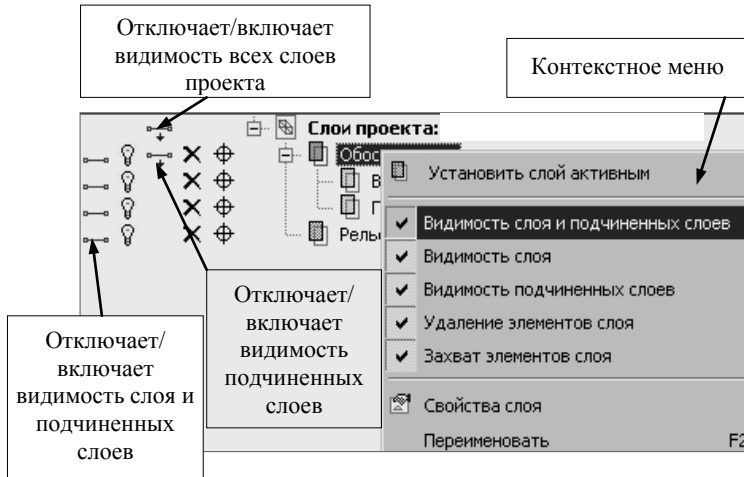 Отключает/включает
видимость всех слоев
проекта
Контекстное меню
Слои проекта:
Установить слой активным
Видимость слоя и подчиненных слоев
Видимость слоя
Видимость подчиненных слоев
Удаление элементов слоя
Захват элементов слоя
Свойства слоя
Переименовать F2
Отключает/
включает
видимость
подчиненных
слоев
Отключает/
включает
видимость слоя и
подчиненных
слоев